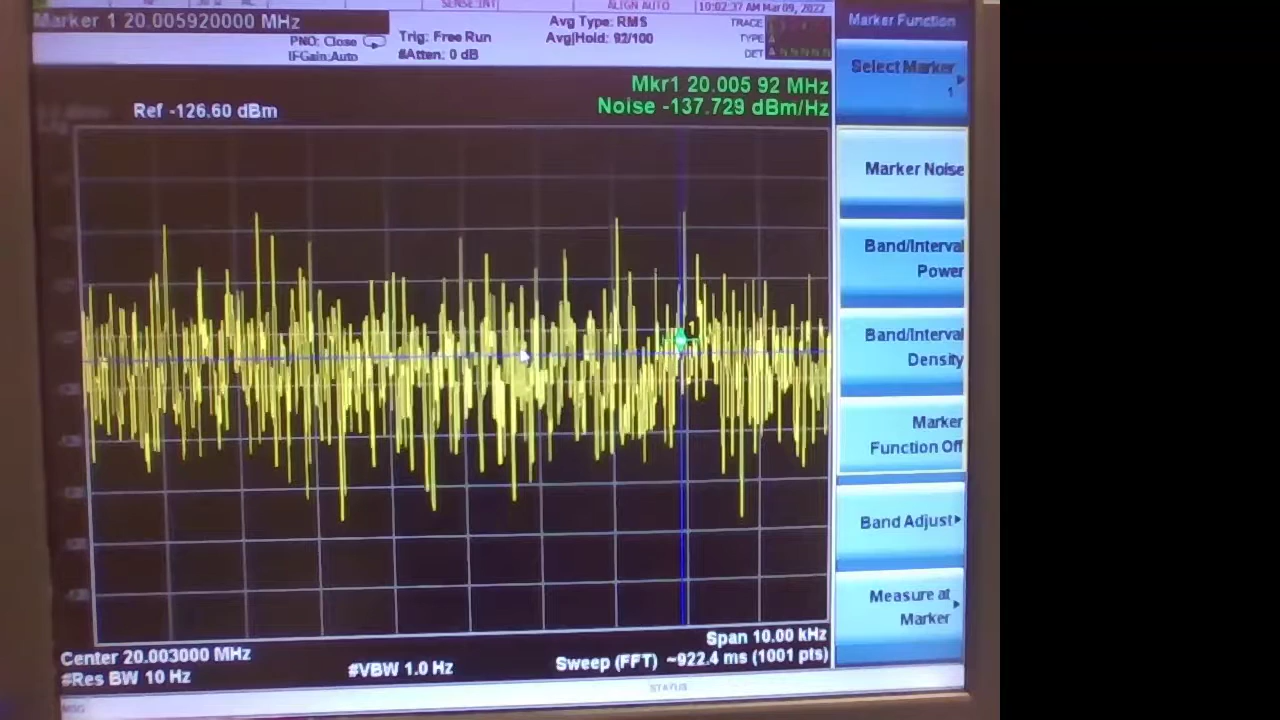 SENSE:INT
ALIGN AUTO
10:02:37 AM Mar 09, 2022
Marker 1 20.005920000 MHz
PNO: Close
IFGain:Auto
Trig: Free Run
#Atten: 0 dB
Avg Type: RMS
Avg|Hold: 92/100
TRACE
TYPE
DET
Mkr1 20.005 92 MHz
Noise -137.729 dBm/Hz
Ref -126.60 dBm
1
Center 20.003000 MHz
#Res BW 10 Hz
#VBW 1.0 Hz
Span 10.00 kHz
Sweep (FFT) ~922.4 ms (1001 pts)
MSG
STATUS
Marker Function
Select Marker
1
Marker Noise
Band/Interval
Power
Band/Interval
Density
Marker
Function Off
Band Adjust
Measure at
Marker